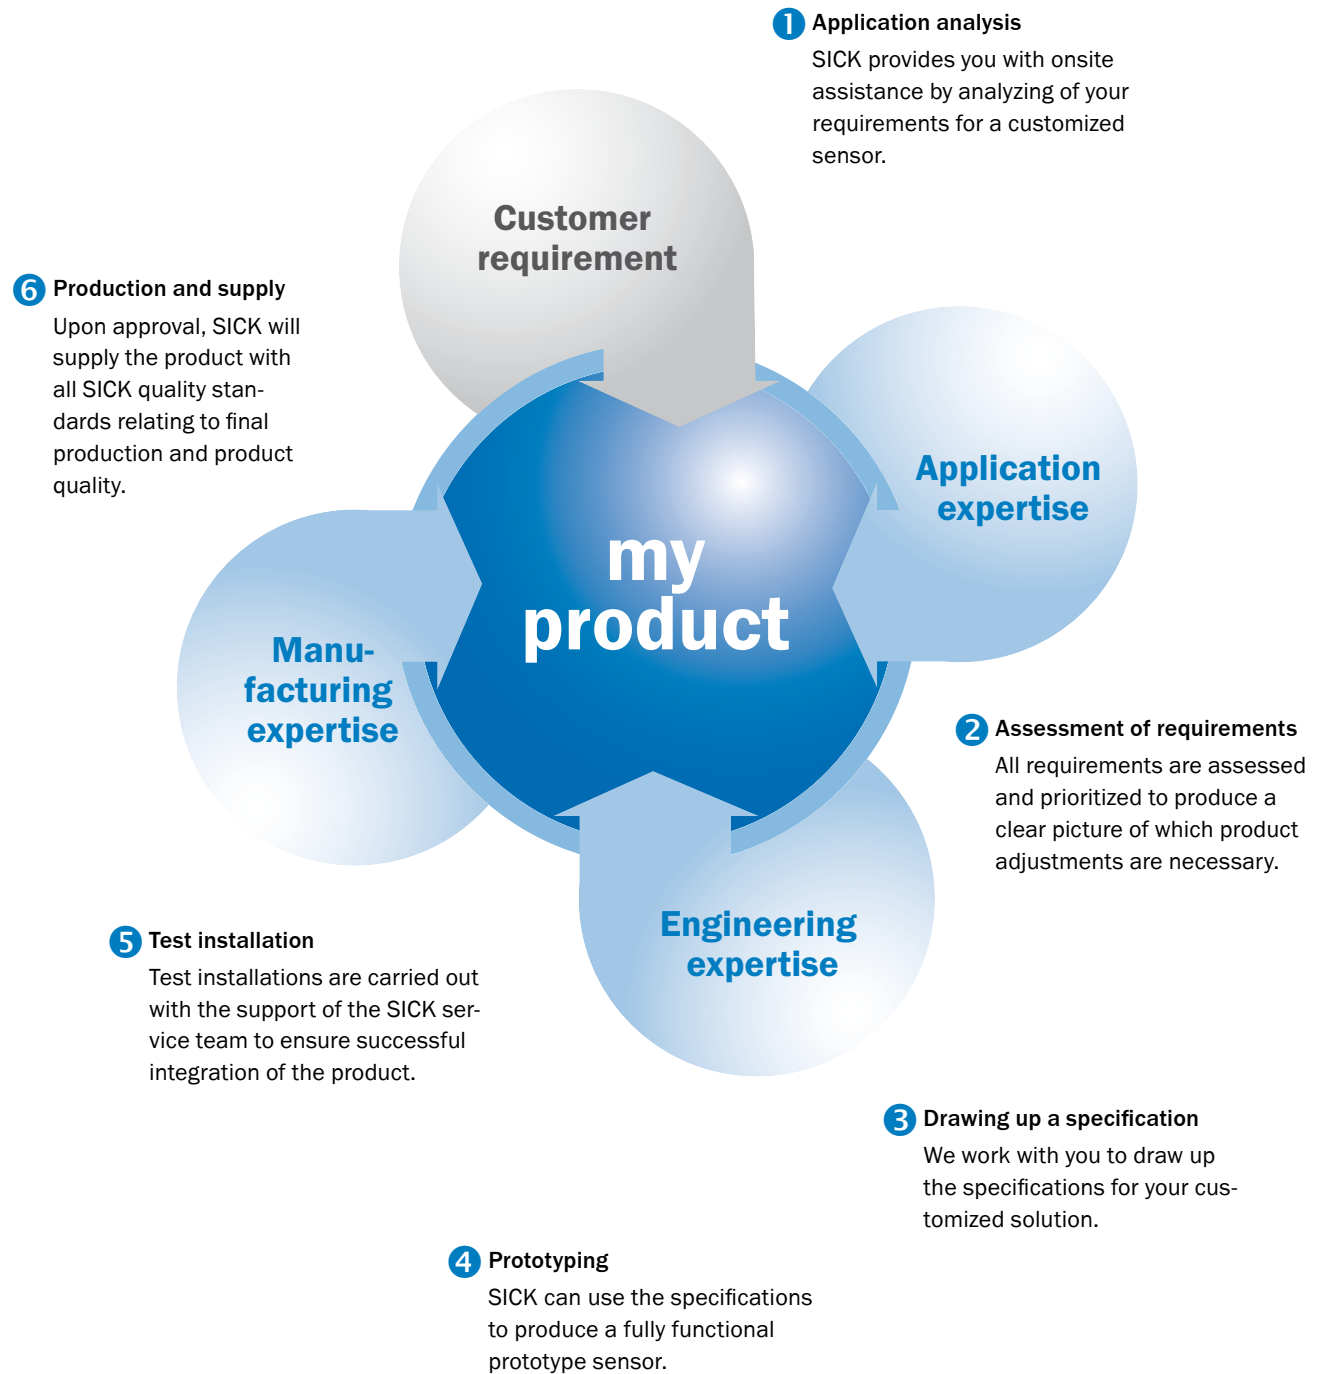 1 Application analysis
SICK provides you with onsite
assistance by analyzing of your
requirements for a customized
sensor.
Customer
requirement
6 Production and supply
Upon approval, SICK will
supply the product with
all SICK quality stan-
dards relating to final
production and product
quality.
Application
expertise
my
product
Manu-
facturing
expertise
2 Assessment of requirements
All requirements are assessed
and prioritized to produce a
clear picture of which product
adjustments are necessary.
Engineering
expertise
5 Test installation
Test installations are carried out
with the support of the SICK ser-
vice team to ensure successful
integration of the product.
3 Drawing up a specification
We work with you to draw up
the specifications for your cus-
tomized solution.
4 Prototyping
SICK can use the specifications
to produce a fully functional
prototype sensor.